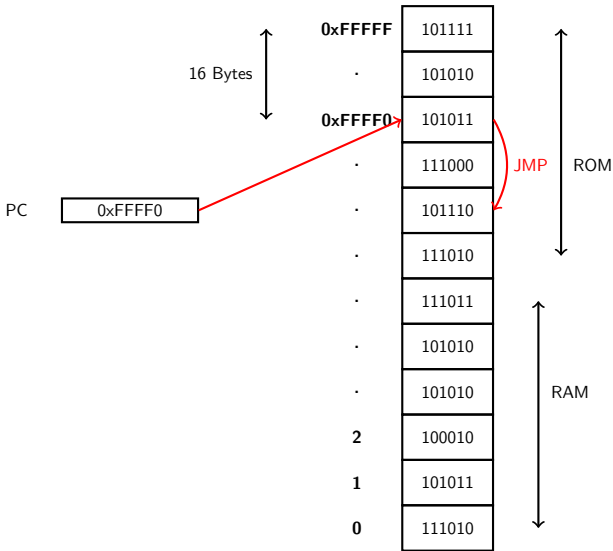 0xFFFFF 101111
16 Bytes . 101010
0xFFFF0 101011
. 111000 JMP ROM
PC 0xFFFF0 . 101110
. 111010
. 111011
. 101010
. 101010 RAM
2 100010
1 101011
0 111010